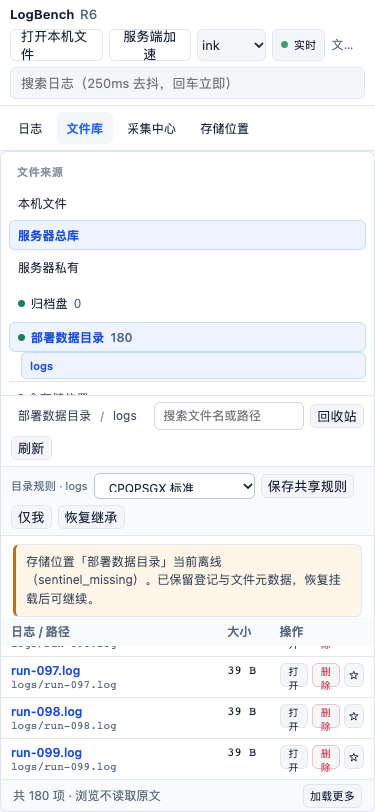 LogBench R6
打开本机文件
服务端加速
ink
实时
文...
搜索日志（250ms 去抖，回车立即）
日志 文件库 采集中心 存储位置
文件来源
本机文件
服务器总库
服务器私有
归档盘 0
部署数据目录 180
logs
部署数据目录 / logs
搜索文件名或路径
回收站
刷新
目录规则 · logs
CPQPSGX 标准
保存共享规则
仅我
恢复继承
存储位置「部署数据目录」当前离线
（sentinel_missing）。已保留登记与文件元数据，恢复挂
载后可继续。
日志 / 路径 大小 操作
run-097.log 39 B 打开 删除 ☆
logs/run-097.log
run-098.log 39 B 打开 删除 ☆
logs/run-098.log
run-099.log 39 B 打开 删除 ☆
logs/run-099.log
共 180 项 · 浏览不读取原文
加载更多